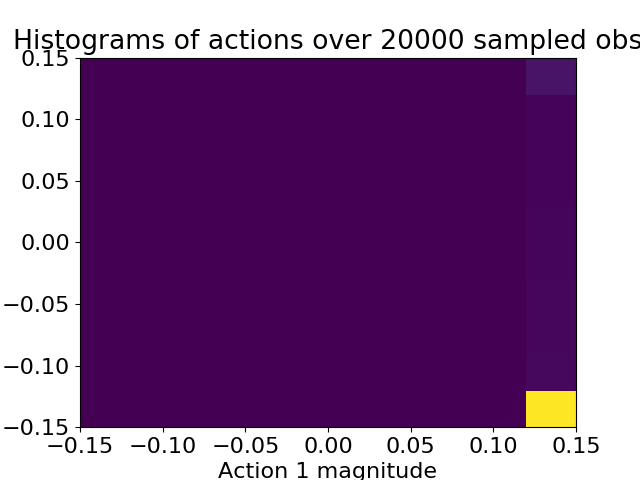 Histograms of actions over 20000 sampled obs
0.15
0.10
0.05
0.00
−0.05
−0.10
−0.15
−0.15 −0.10 −0.05 0.00 0.05 0.10 0.15
Action 1 magnitude